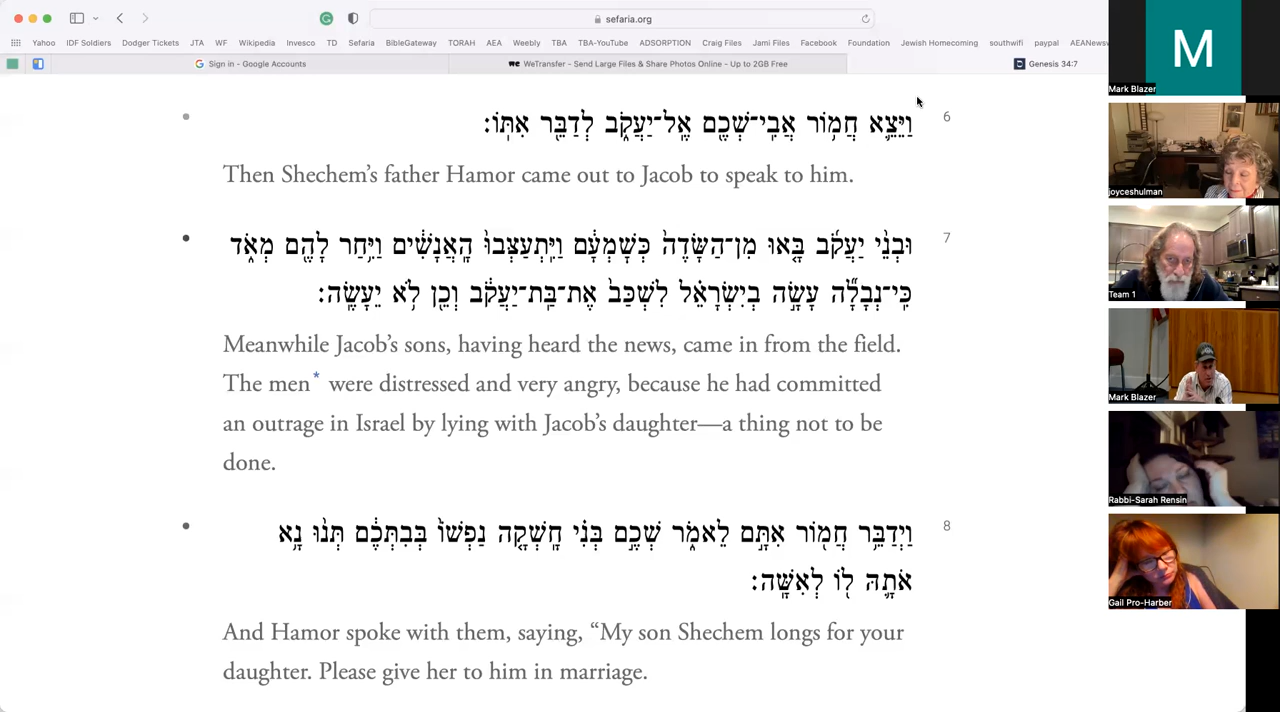 sefaria.org
Yahoo IDF Soldiers Dodger Tickets JTA WF Wikipedia Invesco TD Sefaria BibleGateway TORAH AEA Weebly TBA TBA-YouTube ADSORPTION Craig Files Jami Files Facebook Foundation Jewish Homecoming southwifi paypal AEANewsw
Sign in - Google Accounts
WeTransfer - Send Large Files & Share Photos Online - Up to 2GB Free
Genesis 34:7
6
וַיֵּצֵ֛א חֲמ֥וֹר אֲבִֽי־שְׁכֶ֖ם אֶֽל־יַעֲקֹ֑ב לְדַבֵּ֖ר אִתּֽוֹ׃
Then Shechem’s father Hamor came out to Jacob to speak to him.
7
וּבְנֵ֨י יַעֲקֹ֜ב בָּ֤אוּ מִן־הַשָּׂדֶה֙ כְּשׇׁמְעָ֔ם וַיִּֽתְעַצְּבוּ֙ הָֽאֲנָשִׁ֔ים וַיִּ֥חַר לָהֶ֖ם מְאֹ֑ד
כִּֽי־נְבָלָ֞ה עָשָׂ֣ה בְיִשְׂרָאֵ֗ל לִשְׁכַּב֙ אֶת־בַּֽת־יַעֲקֹ֔ב וְכֵ֖ן לֹ֥א יֵעָשֶֽׂה׃
Meanwhile Jacob’s sons, having heard the news, came in from the field.
The men* were distressed and very angry, because he had committed
an outrage in Israel by lying with Jacob’s daughter—a thing not to be
done.
8
וַיְדַבֵּ֥ר חֲמ֖וֹר אִתָּ֣ם לֵאמֹ֑ר שְׁכֶ֣ם בְּנִ֗י חָֽשְׁקָ֤ה נַפְשׁוֹ֙ בְּבִתְּכֶ֔ם תְּנ֨וּ נָ֥א
אֹתָ֛הּ ל֖וֹ לְאִשָּֽׁה׃
And Hamor spoke with them, saying, “My son Shechem longs for your
daughter. Please give her to him in marriage.
M
Mark Blazer
joyceshulman
Team 1
Mark Blazer
Rabbi-Sarah Rensin
Gail Pro-Harber